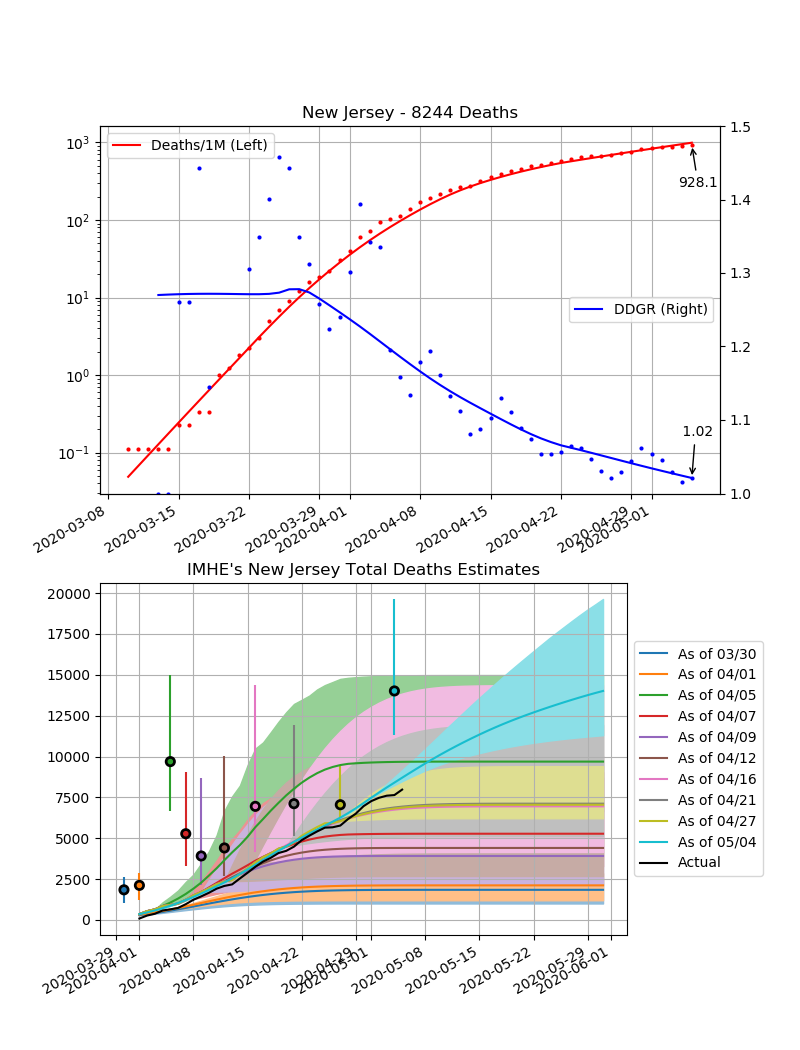 New Jersey - 8244 Deaths
Deaths/1M (Left)
DDGR (Right)
928.1
1.02
10³
10²
10¹
10⁰
10⁻¹
1.5
1.4
1.3
1.2
1.1
1.0
2020-03-08
2020-03-15
2020-03-22
2020-03-29
2020-04-01
2020-04-08
2020-04-15
2020-04-22
2020-04-29
2020-05-01
IMHE's New Jersey Total Deaths Estimates
20000
17500
15000
12500
10000
7500
5000
2500
0
2020-03-29
2020-04-01
2020-04-08
2020-04-15
2020-04-22
2020-04-29
2020-05-01
2020-05-08
2020-05-15
2020-05-22
2020-05-29
2020-06-01
As of 03/30
As of 04/01
As of 04/05
As of 04/07
As of 04/09
As of 04/12
As of 04/16
As of 04/21
As of 04/27
As of 05/04
Actual